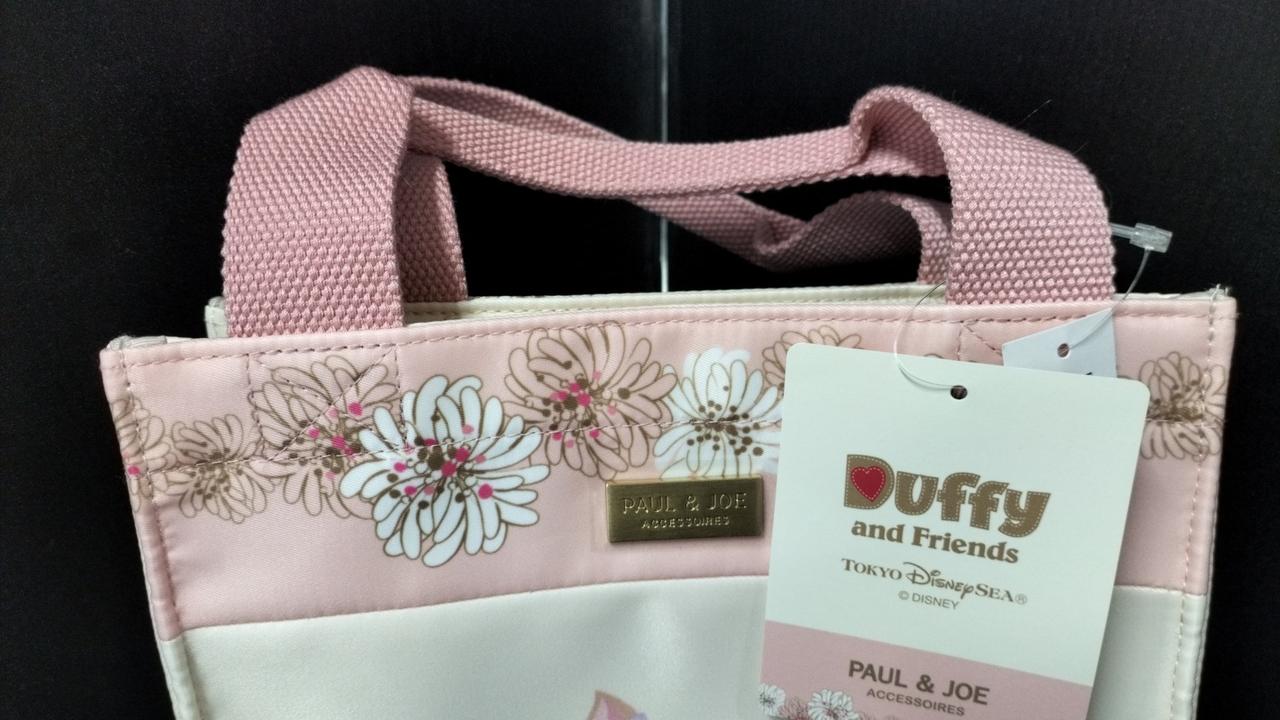 PAUL & JOE
ACCESSOIRES
Duffy
and Friends
TOKYO DISNEYSEA®
© DISNEY
PAUL & JOE
ACCESSOIRES